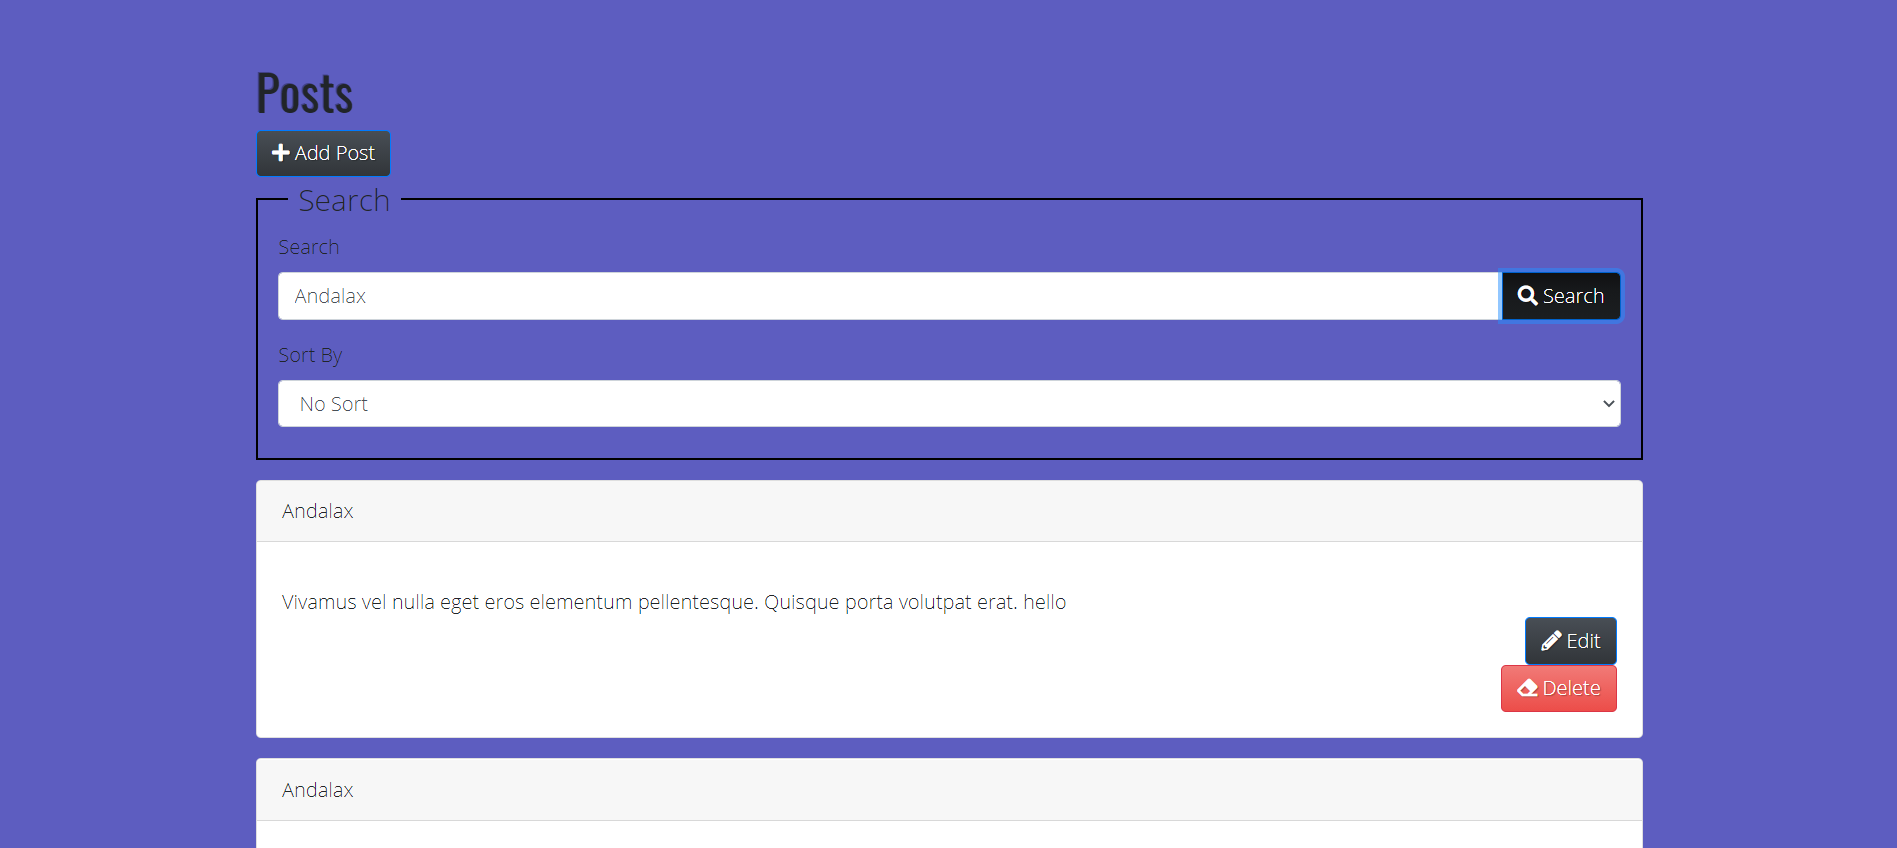 Posts
Add Post
Search
Search
Andalax
Search
Sort By
No Sort
Andalax
Vivamus vel nulla eget eros elementum pellentesque. Quisque porta volutpat erat. hello
Edit
Delete
Andalax